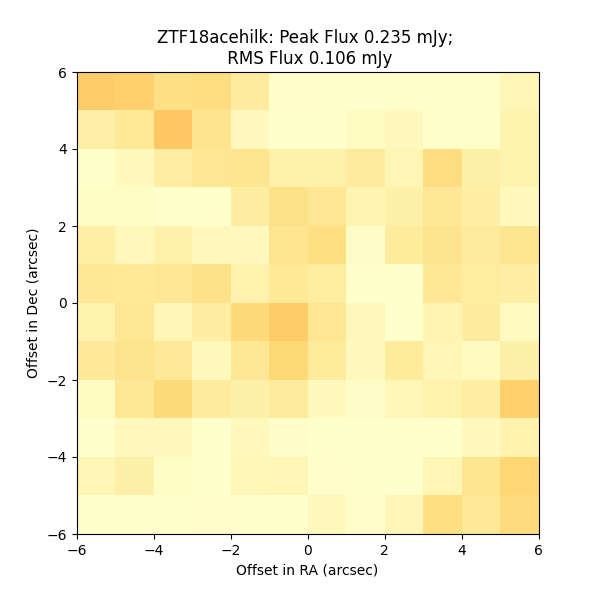 ZTF18acehilk: Peak Flux 0.235 mJy;
RMS Flux 0.106 mJy
6
4
2
0
−2
−4
−6
Offset in Dec (arcsec)
−6 −4 −2 0 2 4 6
Offset in RA (arcsec)